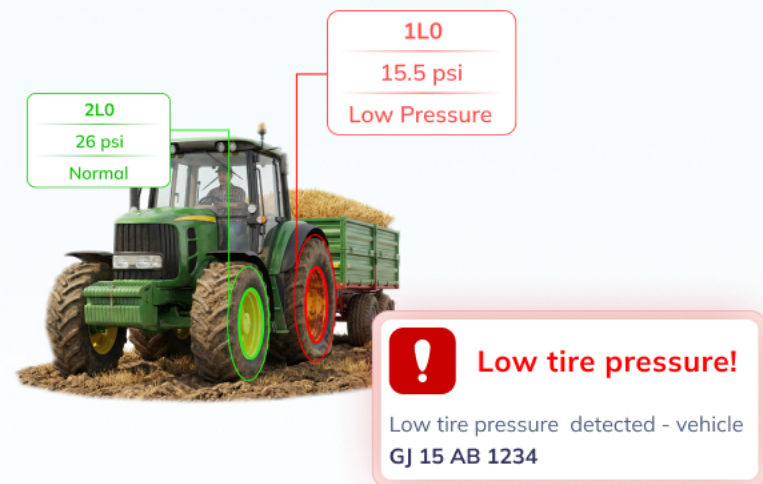 1L0
15.5 psi
Low Pressure
2L0
26 psi
Normal
Low tire pressure!
Low tire pressure detected - vehicle
GJ 15 AB 1234